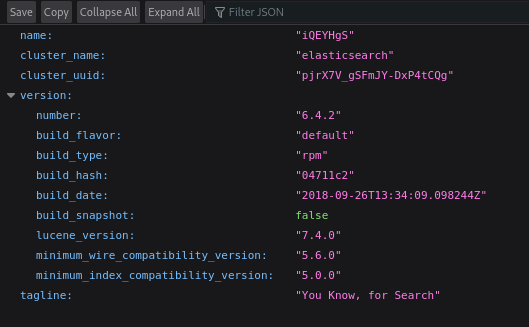 Save Copy Collapse All Expand All Filter JSON
name: "iQEYHgS"
cluster_name: "elasticsearch"
cluster_uuid: "pjrX7V_gSFmJY-DxP4tCQg"
version:
number: "6.4.2"
build_flavor: "default"
build_type: "rpm"
build_hash: "04711c2"
build_date: "2018-09-26T13:34:09.098244Z"
build_snapshot: false
lucene_version: "7.4.0"
minimum_wire_compatibility_version: "5.6.0"
minimum_index_compatibility_version: "5.0.0"
tagline: "You Know, for Search"